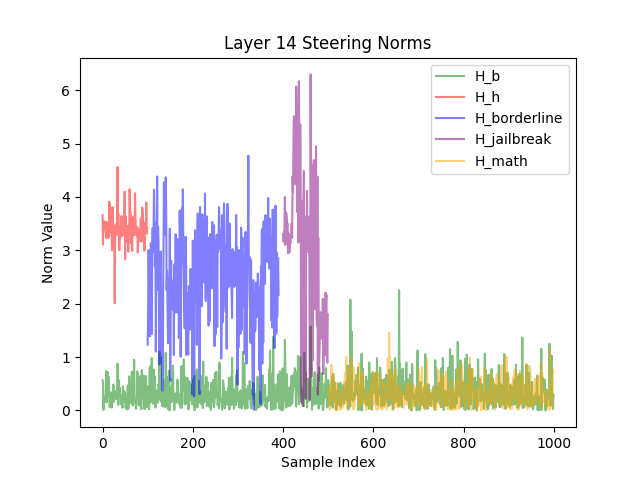 Layer 14 Steering Norms
H_b
H_h
H_borderline
H_jailbreak
H_math
Norm Value
6
5
4
3
2
1
0
0 200 400 600 800 1000
Sample Index